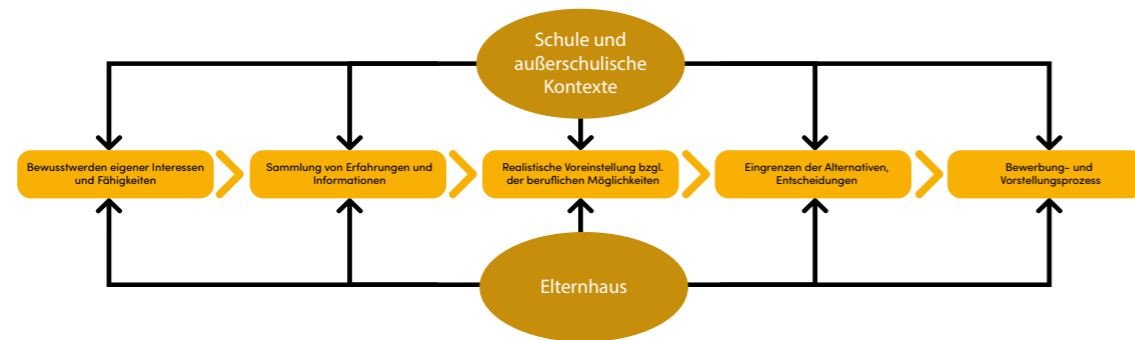 Schule und
außerschulische
Kontexte
Bewusstwerden eigener Interessen
und Fähigkeiten
Sammlung von Erfahrungen und
Informationen
Realistische Voreinstellung bzgl.
der beruflichen Möglichkeiten
Eingrenzen der Alternativen,
Entscheidungen
Bewerbung- und
Vorstellungsprozess
Elternhaus